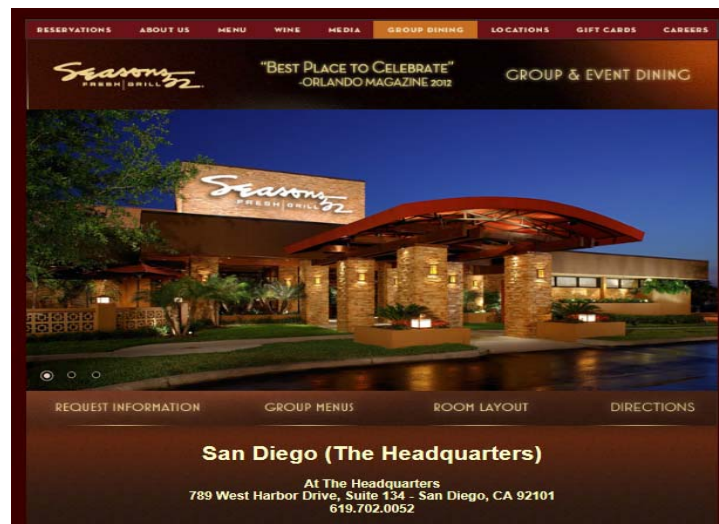 RESERVATIONS ABOUT US MENU WINE MEDIA GROUP DINING LOCATIONS GIFT CARDS CAREERS
Seasons 52
FRESH GRILL
"BEST PLACE TO CELEBRATE"
-ORLANDO MAGAZINE 2012
GROUP & EVENT DINING
Seasons 52
FRESH GRILL
REQUEST INFORMATION GROUP MENUS ROOM LAYOUT DIRECTIONS
San Diego (The Headquarters)
At The Headquarters
789 West Harbor Drive, Suite 134 - San Diego, CA 92101
619.702.0052